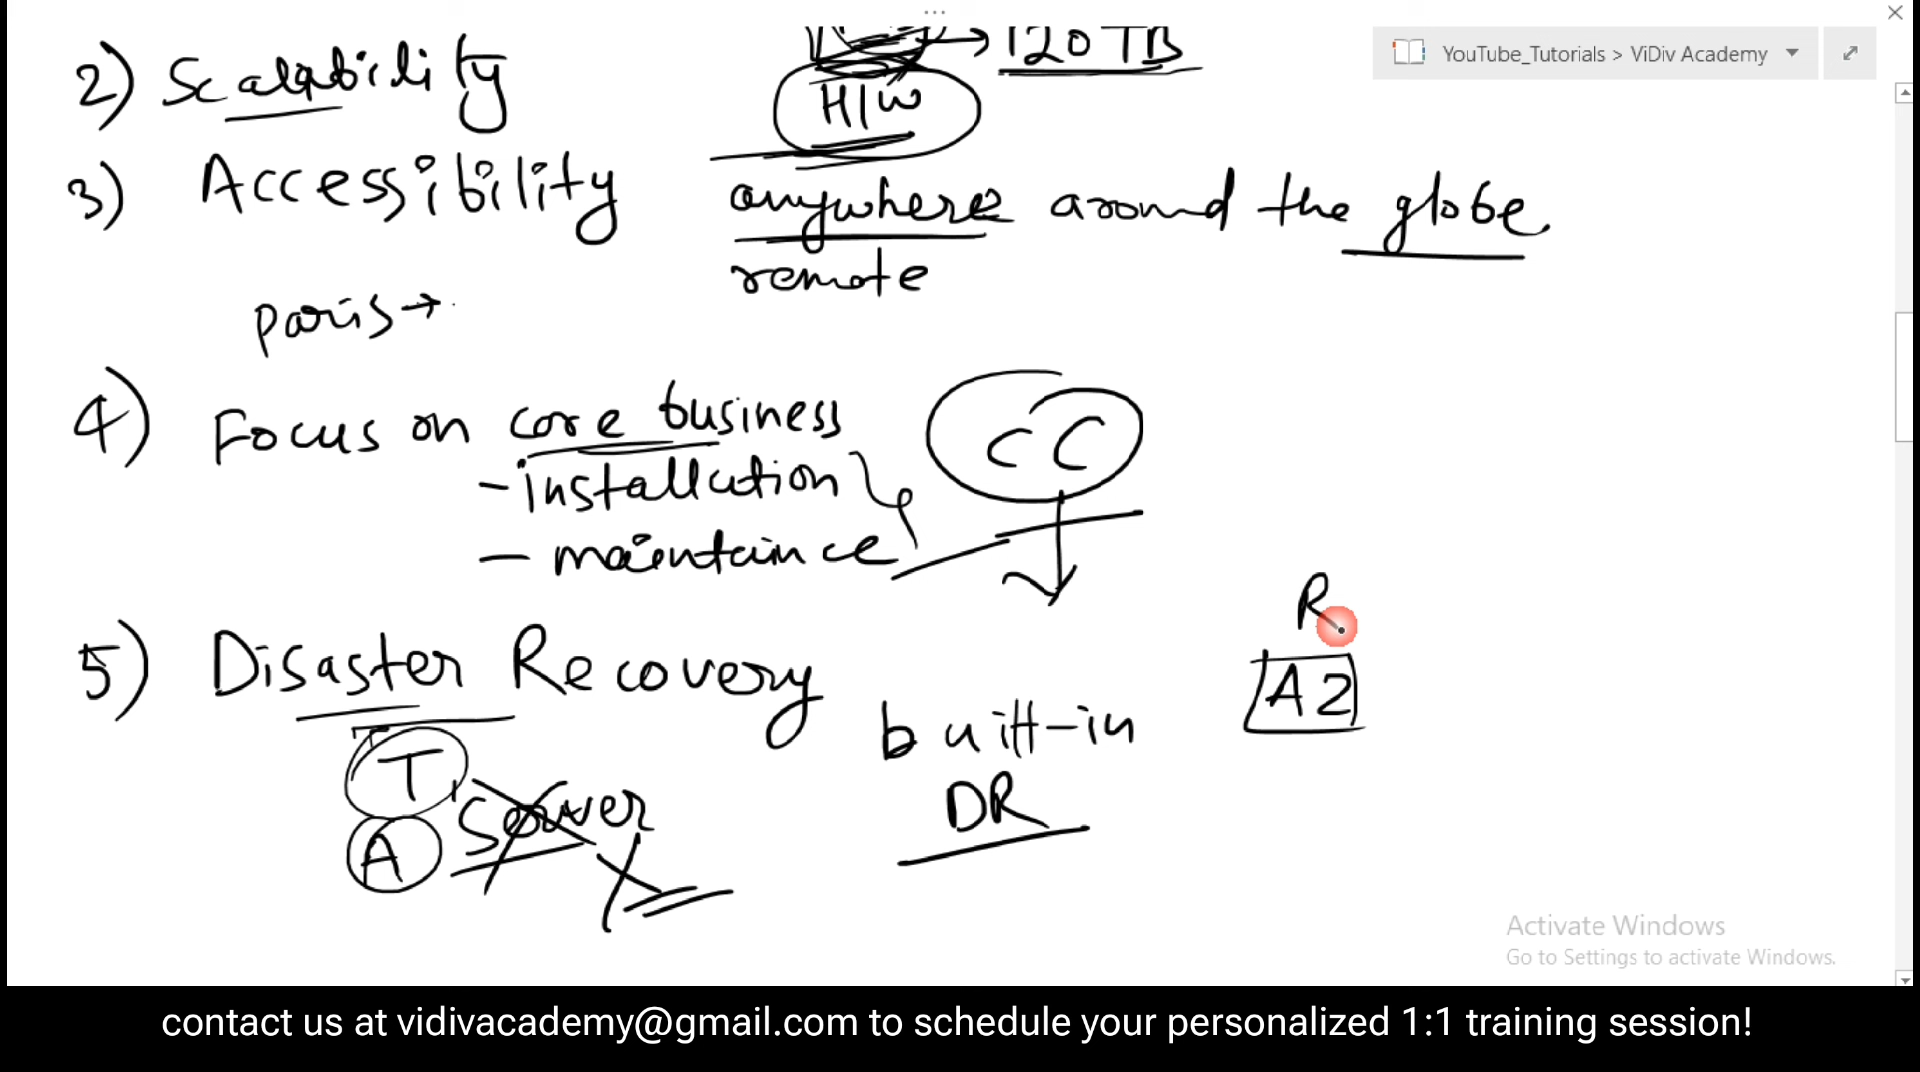 YouTube_Tutorials > ViDiv Academy
→ 120 TB
2) Scalability
H/W
3) Accessibility anywhere around the globe
remote
Paris →
4) Focus on core business
CC
- installation
- maintaince
R
5) Disaster Recovery
A2
built-in
T
Server
DR
A
Activate Windows
Go to Settings to activate Windows.
contact us at vidivacademy@gmail.com to schedule your personalized 1:1 training session!